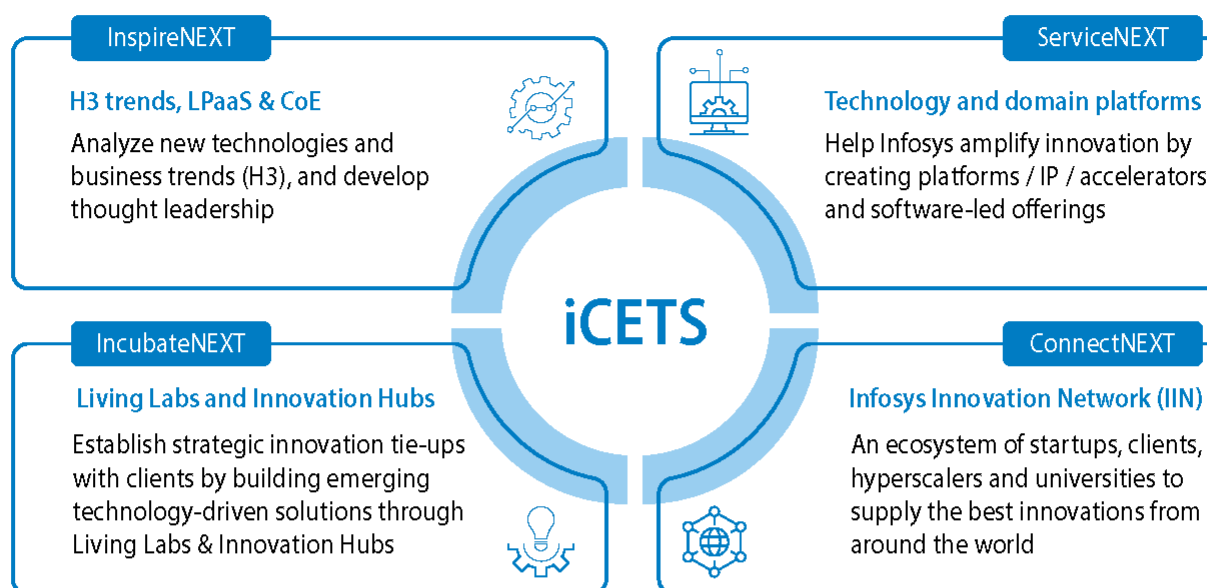 InspireNEXT
H3 trends, LPaaS & CoE
Analyze new technologies and
business trends (H3), and develop
thought leadership
ServiceNEXT
Technology and domain platforms
Help Infosys amplify innovation by
creating platforms / IP / accelerators
and software-led offerings
iCETS
IncubateNEXT
Living Labs and Innovation Hubs
Establish strategic innovation tie-ups
with clients by building emerging
technology-driven solutions through
Living Labs & Innovation Hubs
ConnectNEXT
Infosys Innovation Network (IIN)
An ecosystem of startups, clients,
hyperscalers and universities to
supply the best innovations from
around the world